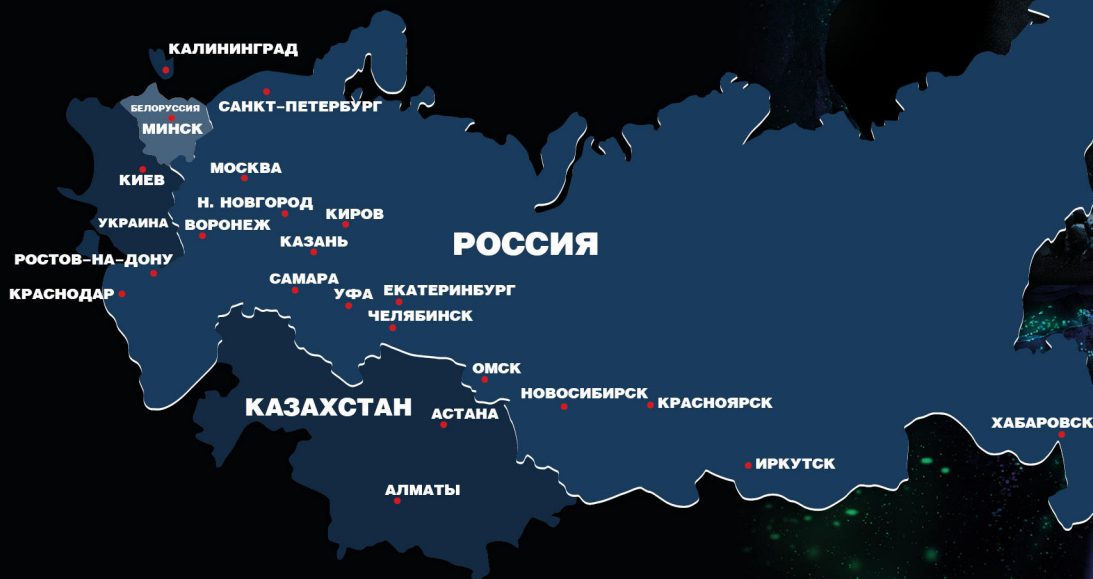 КАЛИНИНГРАД
БЕЛОРУССИЯ
САНКТ-ПЕТЕРБУРГ
МИНСК
МОСКВА
КИЕВ
Н. НОВГОРОД
КИРОВ
УКРАИНА
ВОРОНЕЖ
КАЗАНЬ
РОССИЯ
РОСТОВ-НА-ДОНУ
САМАРА
КРАСНОДАР
УФА
ЕКАТЕРИНБУРГ
ЧЕЛЯБИНСК
ОМСК
НОВОСИБИРСК
КРАСНОЯРСК
КАЗАХСТАН
АСТАНА
ХАБАРОВСК
ИРКУТСК
АЛМАТЫ